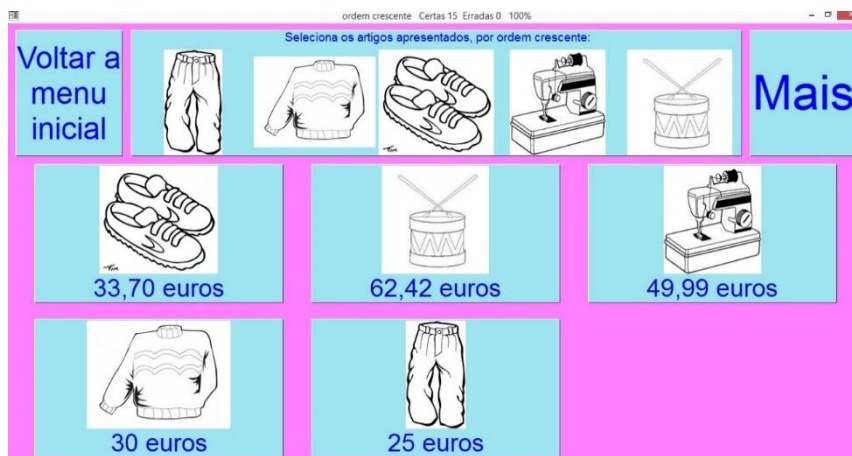 ordem crescente Certas 15 Erradas 0 100%
Voltar a
menu
inicial
Seleciona os artigos apresentados, por ordem crescente:
Mais
33,70 euros
62,42 euros
49,99 euros
30 euros
25 euros